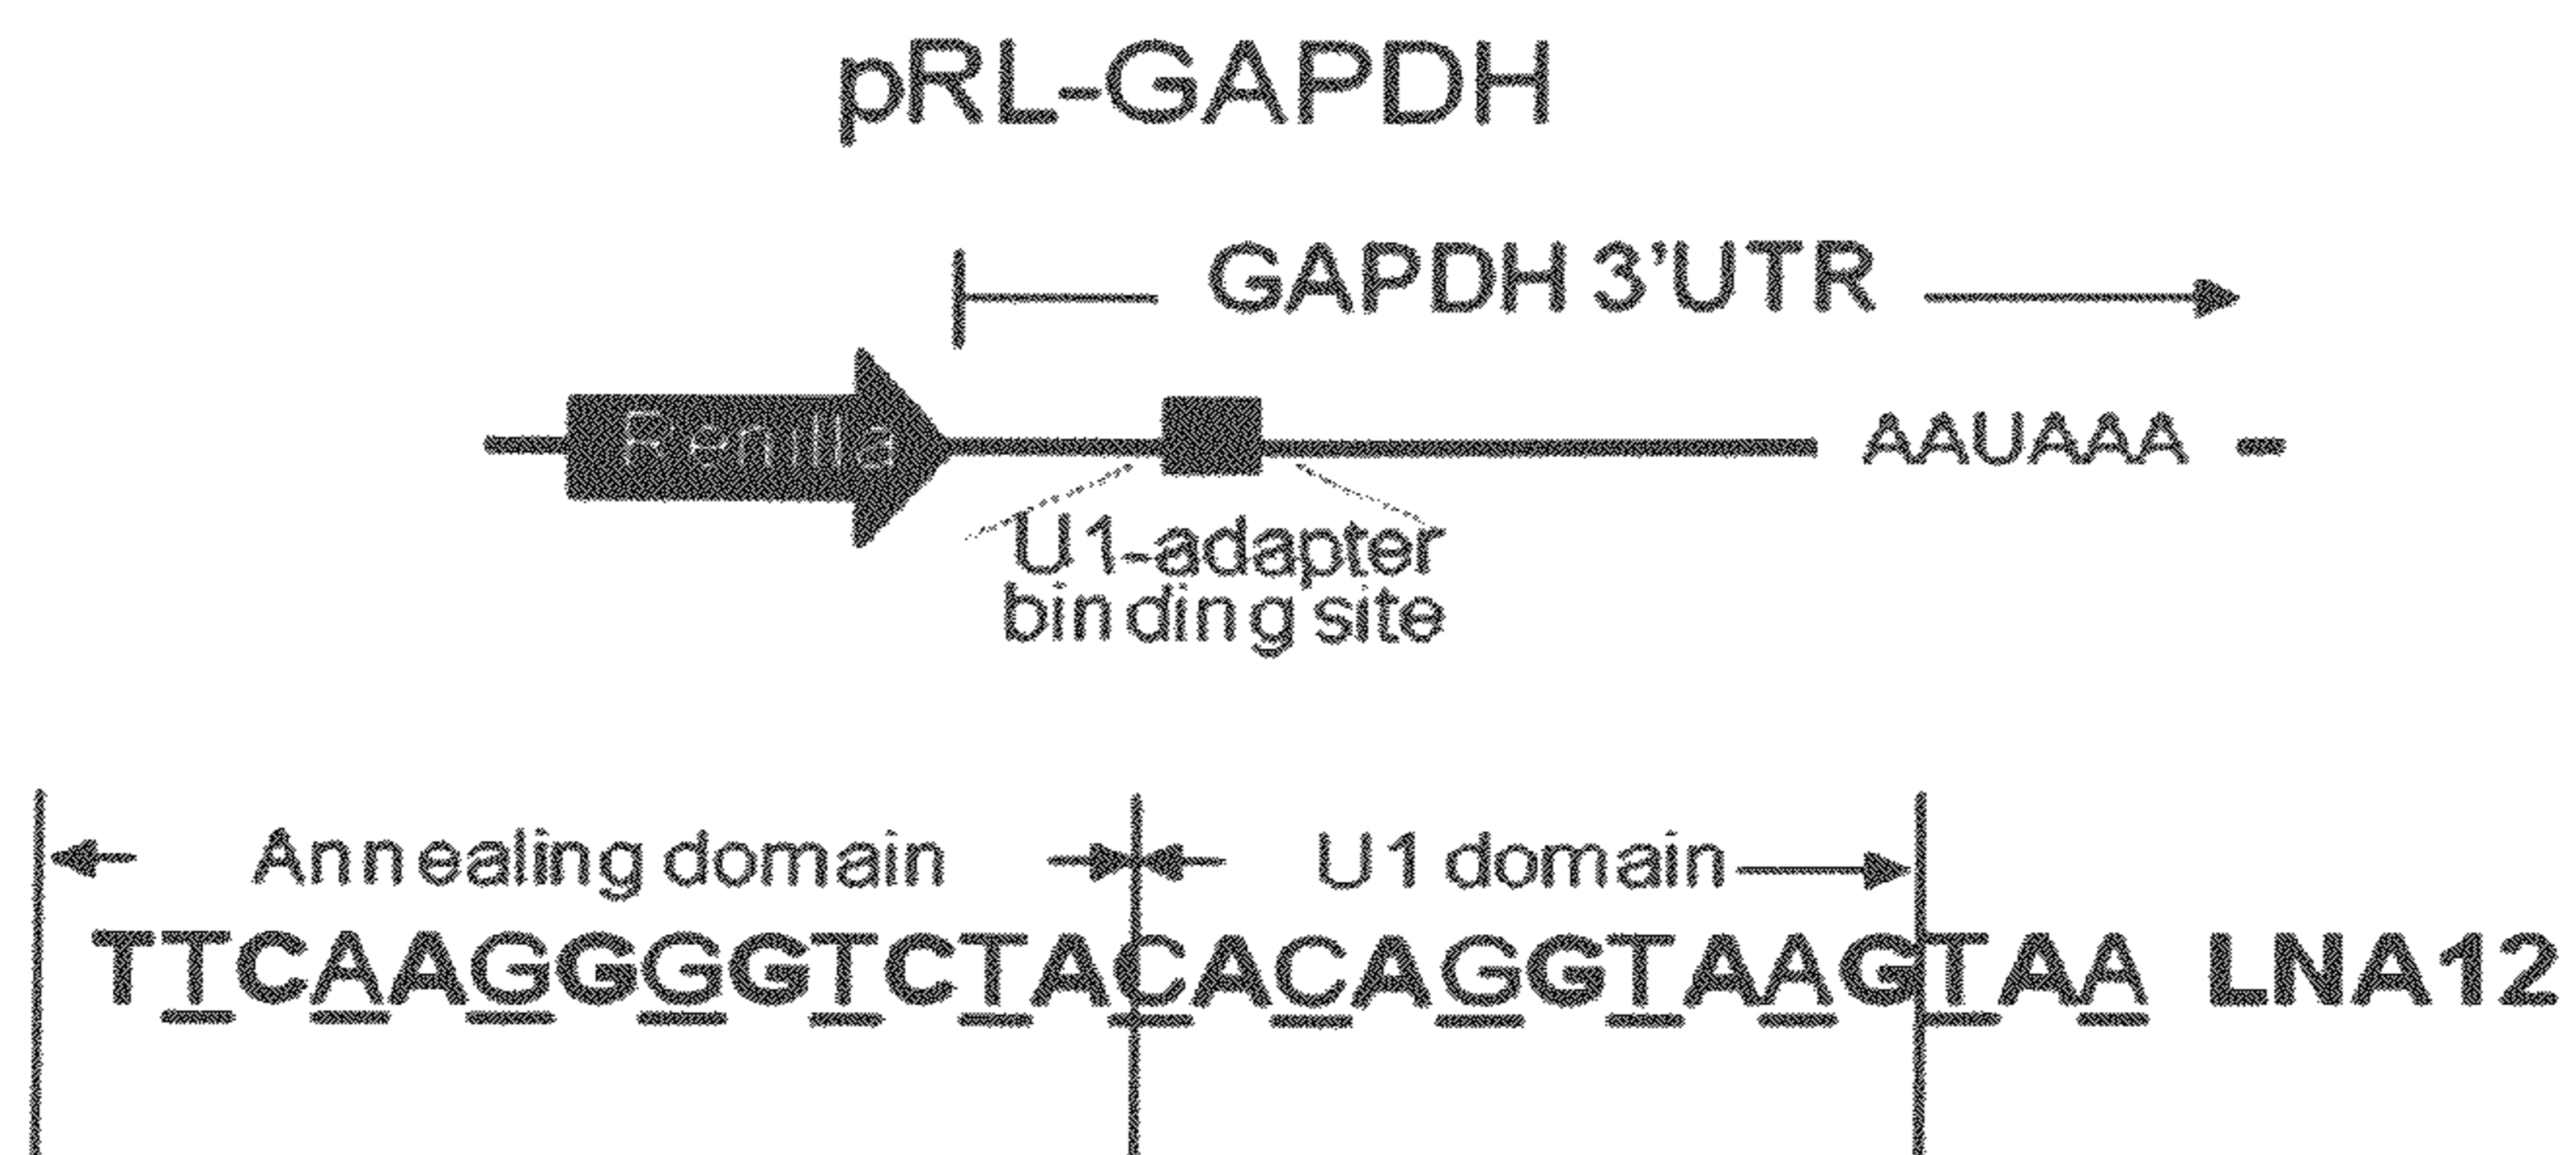 pRL-GAPDH
GAPDH 3'UTR
Renilla
AAUAAA
U1-adapter
binding site
Annealing domain
U1 domain
TTCAAGGGGTCTACACAGGTAAGTAA LNA12